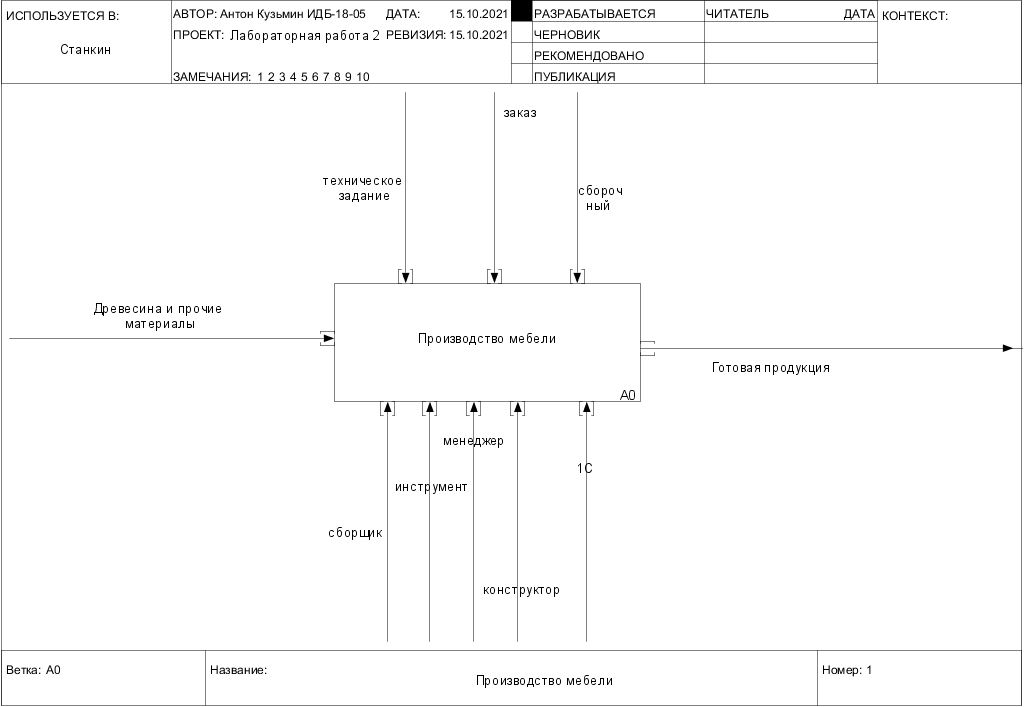 ИСПОЛЬЗУЕТСЯ В:
Станкин
АВТОР: Антон Кузьмин ИДБ-18-05 ДАТА: 15.10.2021
ПРОЕКТ: Лабораторная работа 2 РЕВИЗИЯ: 15.10.2021
ЗАМЕЧАНИЯ: 1 2 3 4 5 6 7 8 9 10
РАЗРАБАТЫВАЕТСЯ
ЧЕРНОВИК
РЕКОМЕНДОВАНО
ПУБЛИКАЦИЯ
ЧИТАТЕЛЬ ДАТА
КОНТЕКСТ:
заказ
техническое
задание
сбороч
ный
Древесина и прочие
материалы
Производство мебели
A0
Готовая продукция
менеджер
1С
инструмент
сборщик
конструктор
Ветка: A0
Название:
Производство мебели
Номер: 1